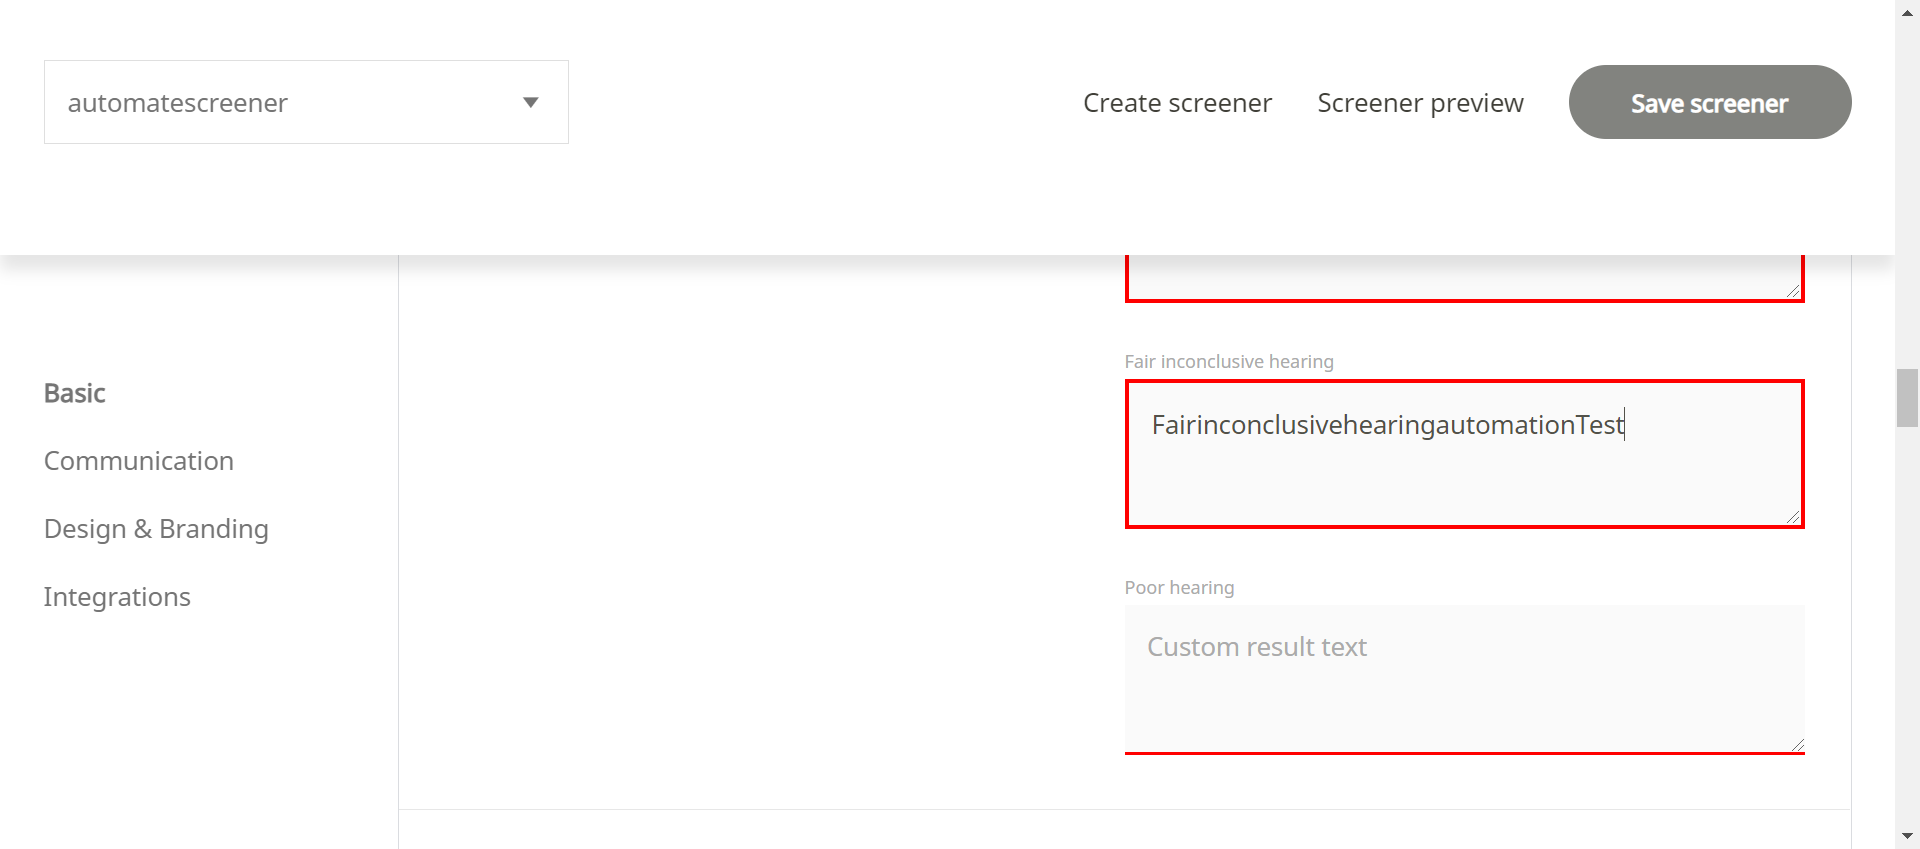 automatescreener
Create screener
Screener preview
Save screener
Basic
Communication
Design & Branding
Integrations
Fair inconclusive hearing
FairinconclusivehearingautomationTest
Poor hearing
Custom result text